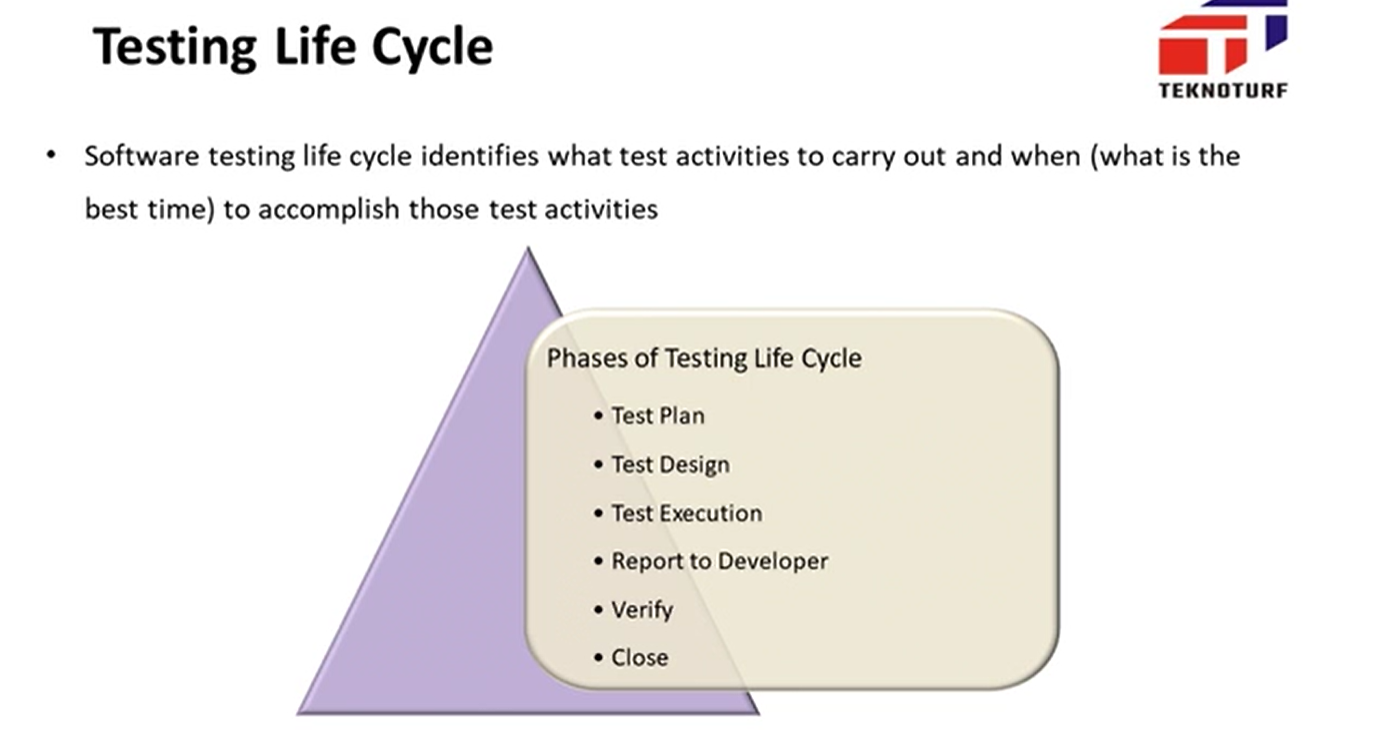 Testing Life Cycle
TEKNOTURF
• Software testing life cycle identifies what test activities to carry out and when (what is the
best time) to accomplish those test activities
Phases of Testing Life Cycle
• Test Plan
• Test Design
• Test Execution
• Report to Developer
• Verify
• Close